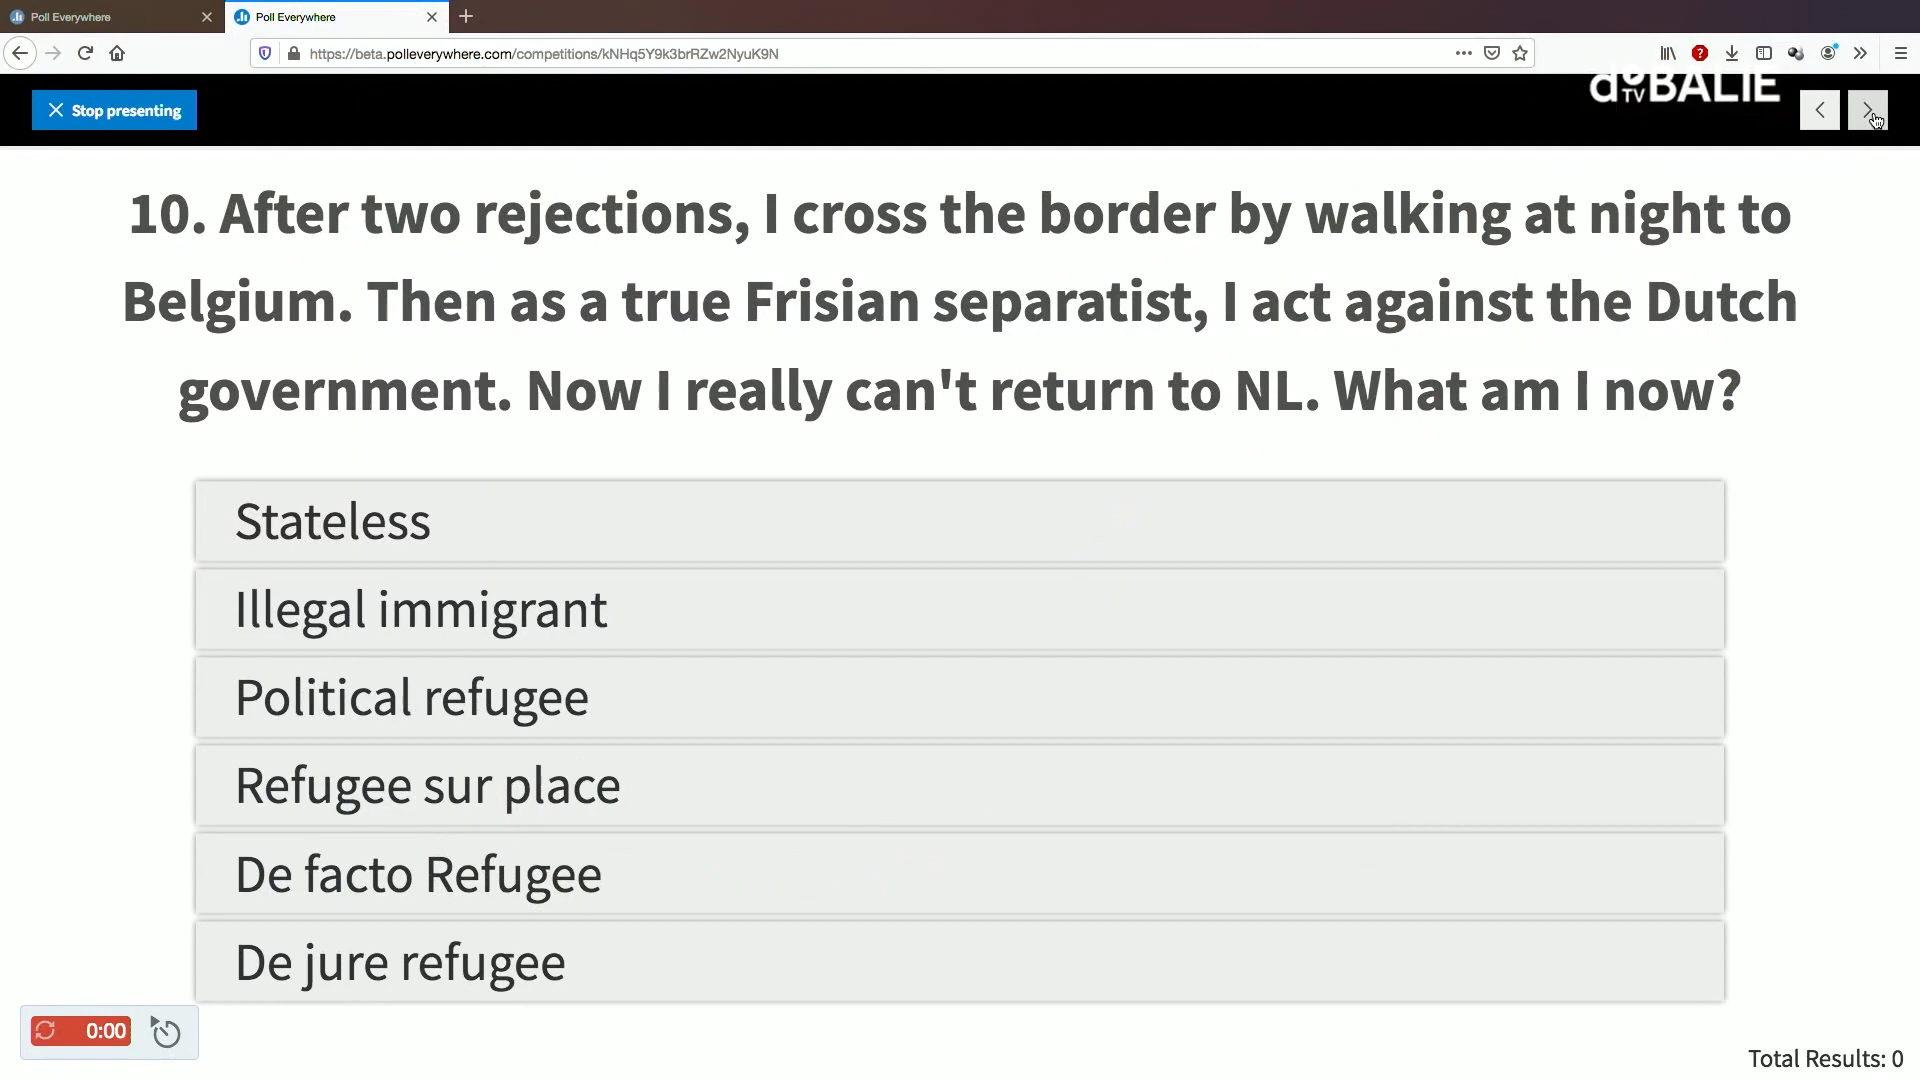 Poll Everywhere
Poll Everywhere
https://beta.polleverywhere.com/competitions/kNHq5Y9k3brRZw2NyuK9N
Stop presenting
de BALIE
TV
10. After two rejections, I cross the border by walking at night to
Belgium. Then as a true Frisian separatist, I act against the Dutch
government. Now I really can't return to NL. What am I now?
Stateless
Illegal immigrant
Political refugee
Refugee sur place
De facto Refugee
De jure refugee
0:00
Total Results: 0